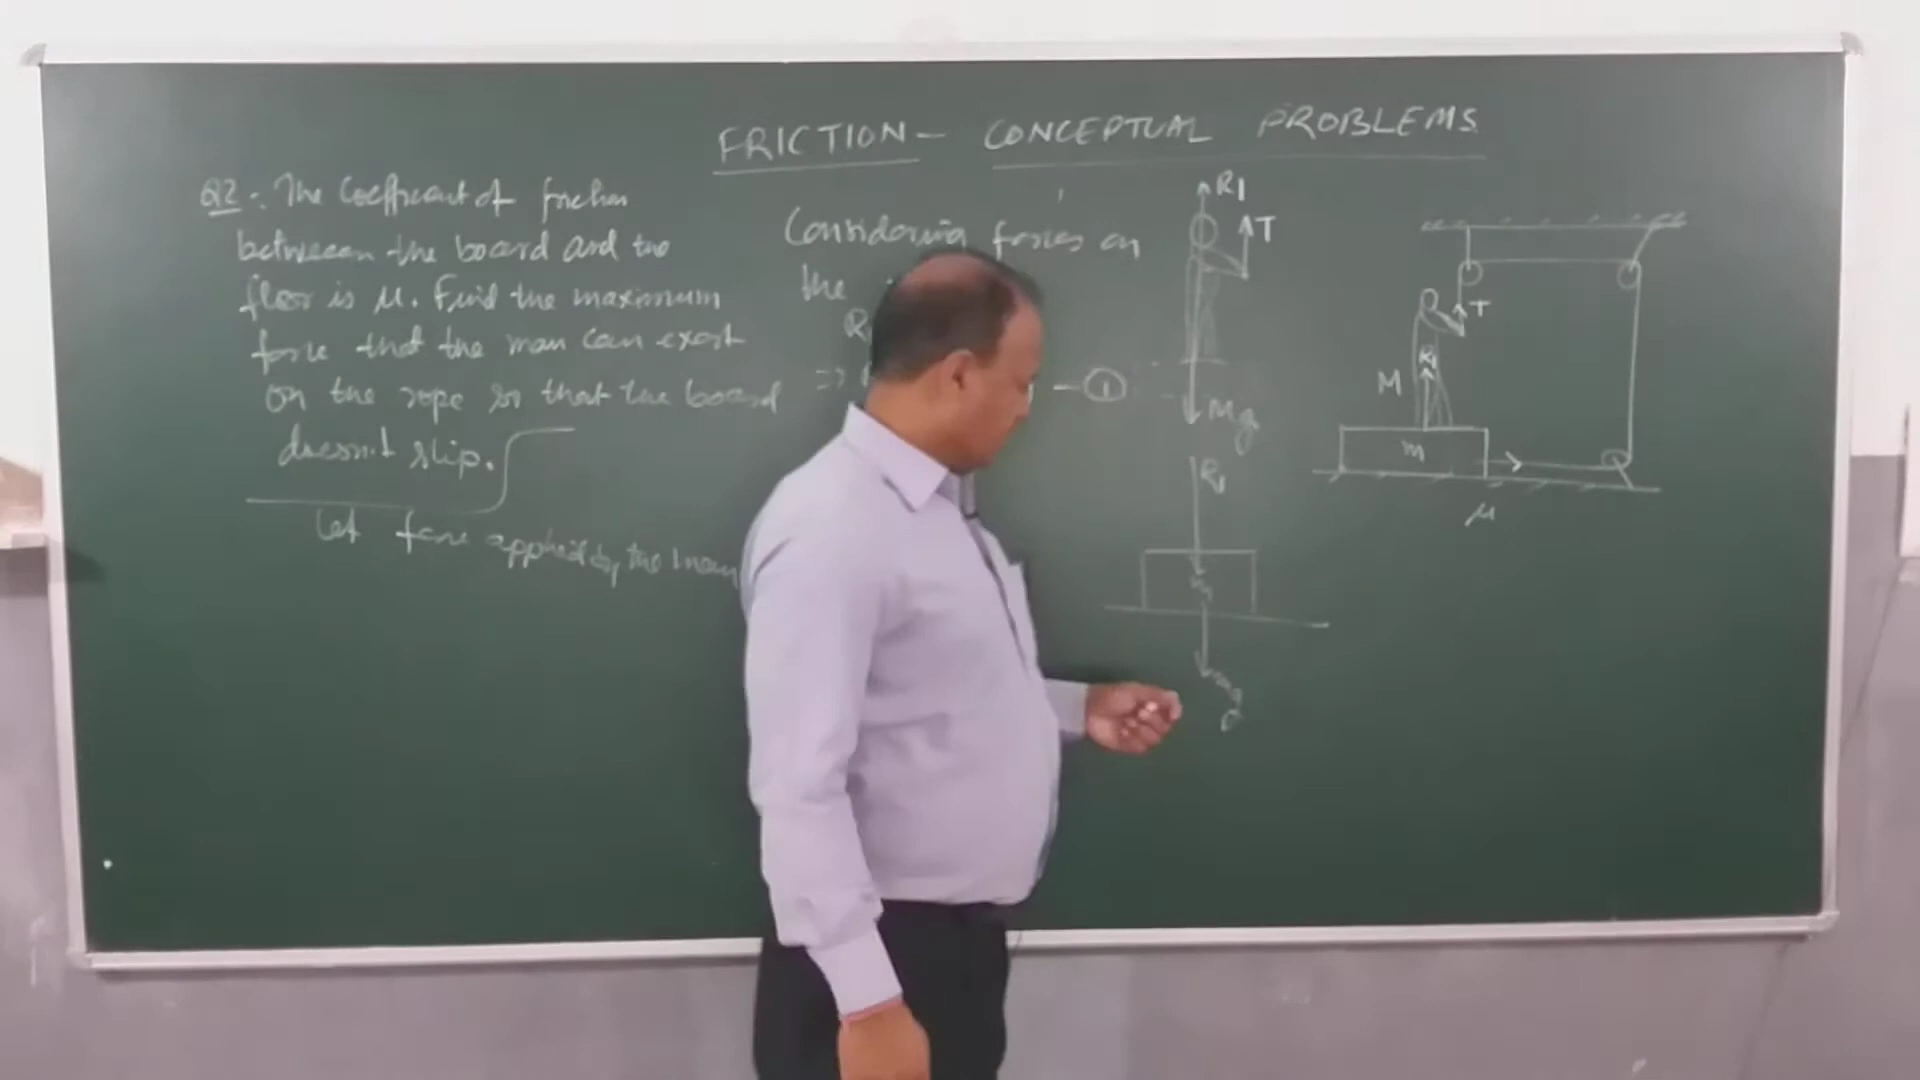 FRICTION - CONCEPTUAL PROBLEMS
Q2 -. The Coefficient of friction
between the board and the
floor is μ. Find the maximum
force that the man can exert
on the rope so that the board
doesn't slip.
Let force applied by the man
Considering forces on
the
R
⇒ - ①
R1
T
Mg
R1
mg
T
R1
M
m
μ